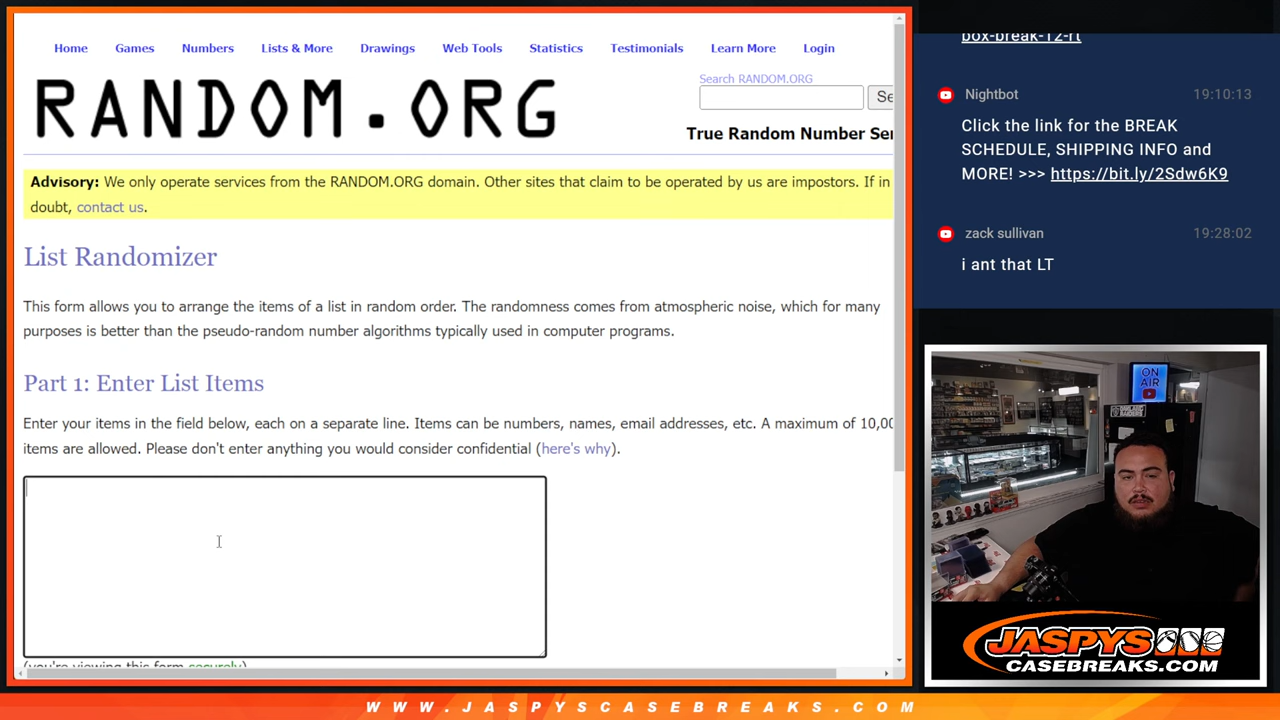 Home Games Numbers Lists & More Drawings Web Tools Statistics Testimonials Learn More Login
RANDOM.ORG
Search RANDOM.ORG
Se
True Random Number Ser
Advisory: We only operate services from the RANDOM.ORG domain. Other sites that claim to be operated by us are impostors. If in
doubt, contact us.
List Randomizer
This form allows you to arrange the items of a list in random order. The randomness comes from atmospheric noise, which for many
purposes is better than the pseudo-random number algorithms typically used in computer programs.
Part 1: Enter List Items
Enter your items in the field below, each on a separate line. Items can be numbers, names, email addresses, etc. A maximum of 10,00
items are allowed. Please don't enter anything you would consider confidential (here's why).
(you're viewing this form securely)
box-break-12-rt
Nightbot 19:10:13
Click the link for the BREAK
SCHEDULE, SHIPPING INFO and
MORE! >>> https://bit.ly/2Sdw6K9
zack sullivan 19:28:02
i ant that LT
ON
AIR
JASPYS
CASEBREAKS.COM
WWW.JASPYSCASEBREAKS.COM